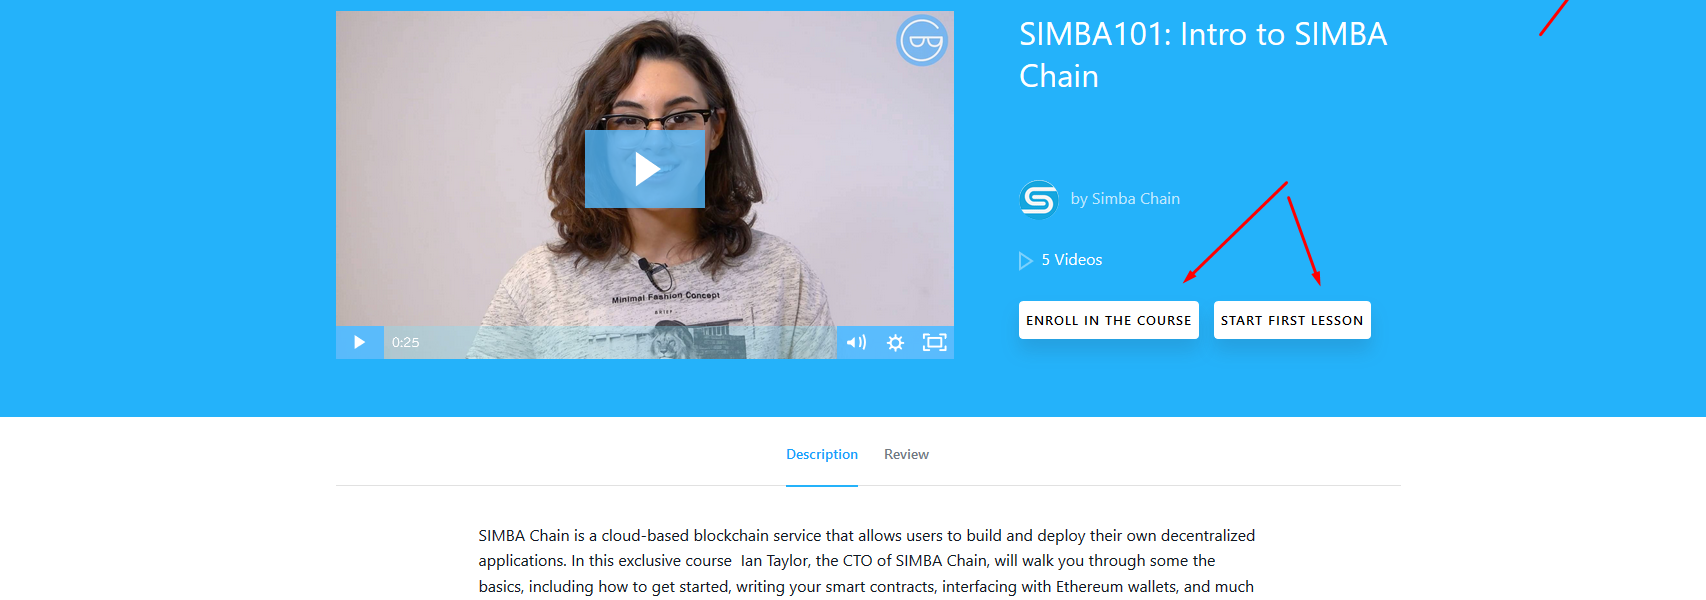 SIMBA101: Intro to SIMBA
Chain
by Simba Chain
5 Videos
ENROLL IN THE COURSE
START FIRST LESSON
Minimal Fashion Concept
BRIEF
0:25
Description
Review
SIMBA Chain is a cloud-based blockchain service that allows users to build and deploy their own decentralized
applications. In this exclusive course  Ian Taylor, the CTO of SIMBA Chain, will walk you through some the
basics, including how to get started, writing your smart contracts, interfacing with Ethereum wallets, and much